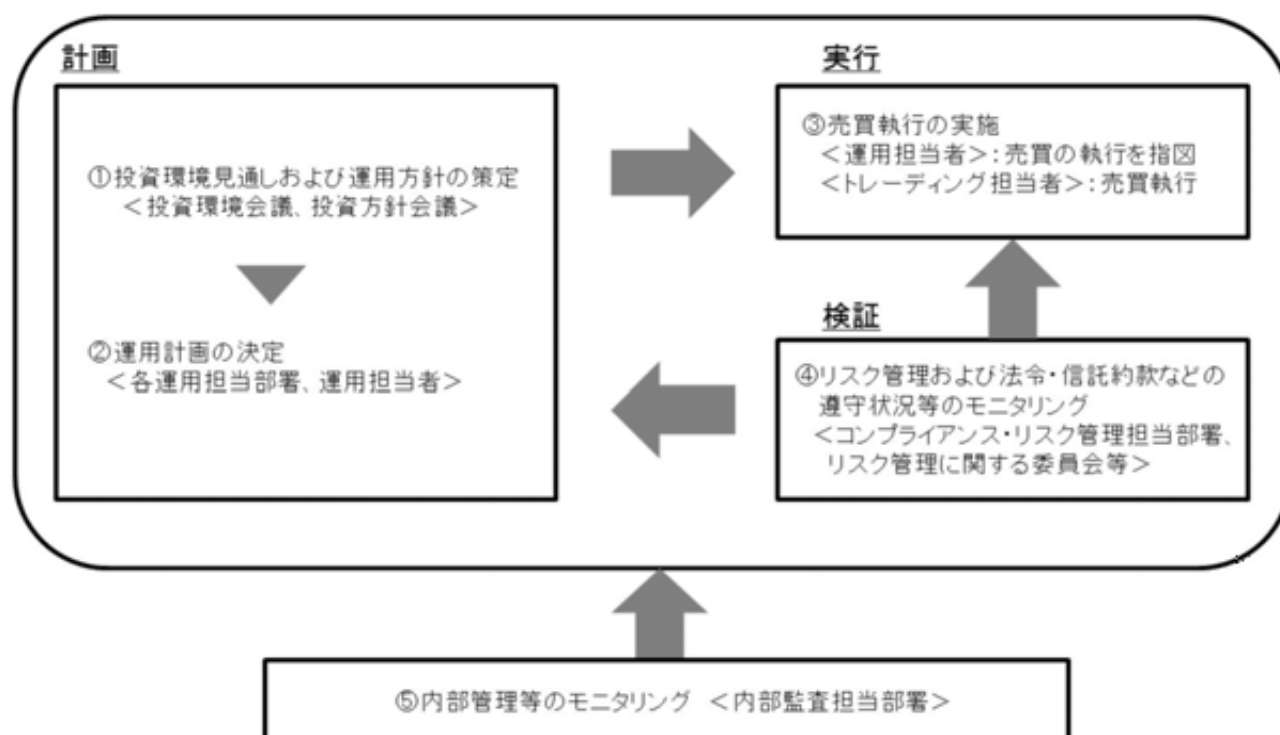 計画
①投資環境見通しおよび運用方針の策定
＜投資環境会議、投資方針会議＞
②運用計画の決定
＜各運用担当部署、運用担当者＞
実行
③売買執行の実施
＜運用担当者＞：売買の執行を指図
＜トレーディング担当者＞：売買執行
検証
④リスク管理および法令・信託約款などの
遵守状況等のモニタリング
＜コンプライアンス・リスク管理担当部署、
リスク管理に関する委員会等＞
⑤内部管理等のモニタリング ＜内部監査担当部署＞